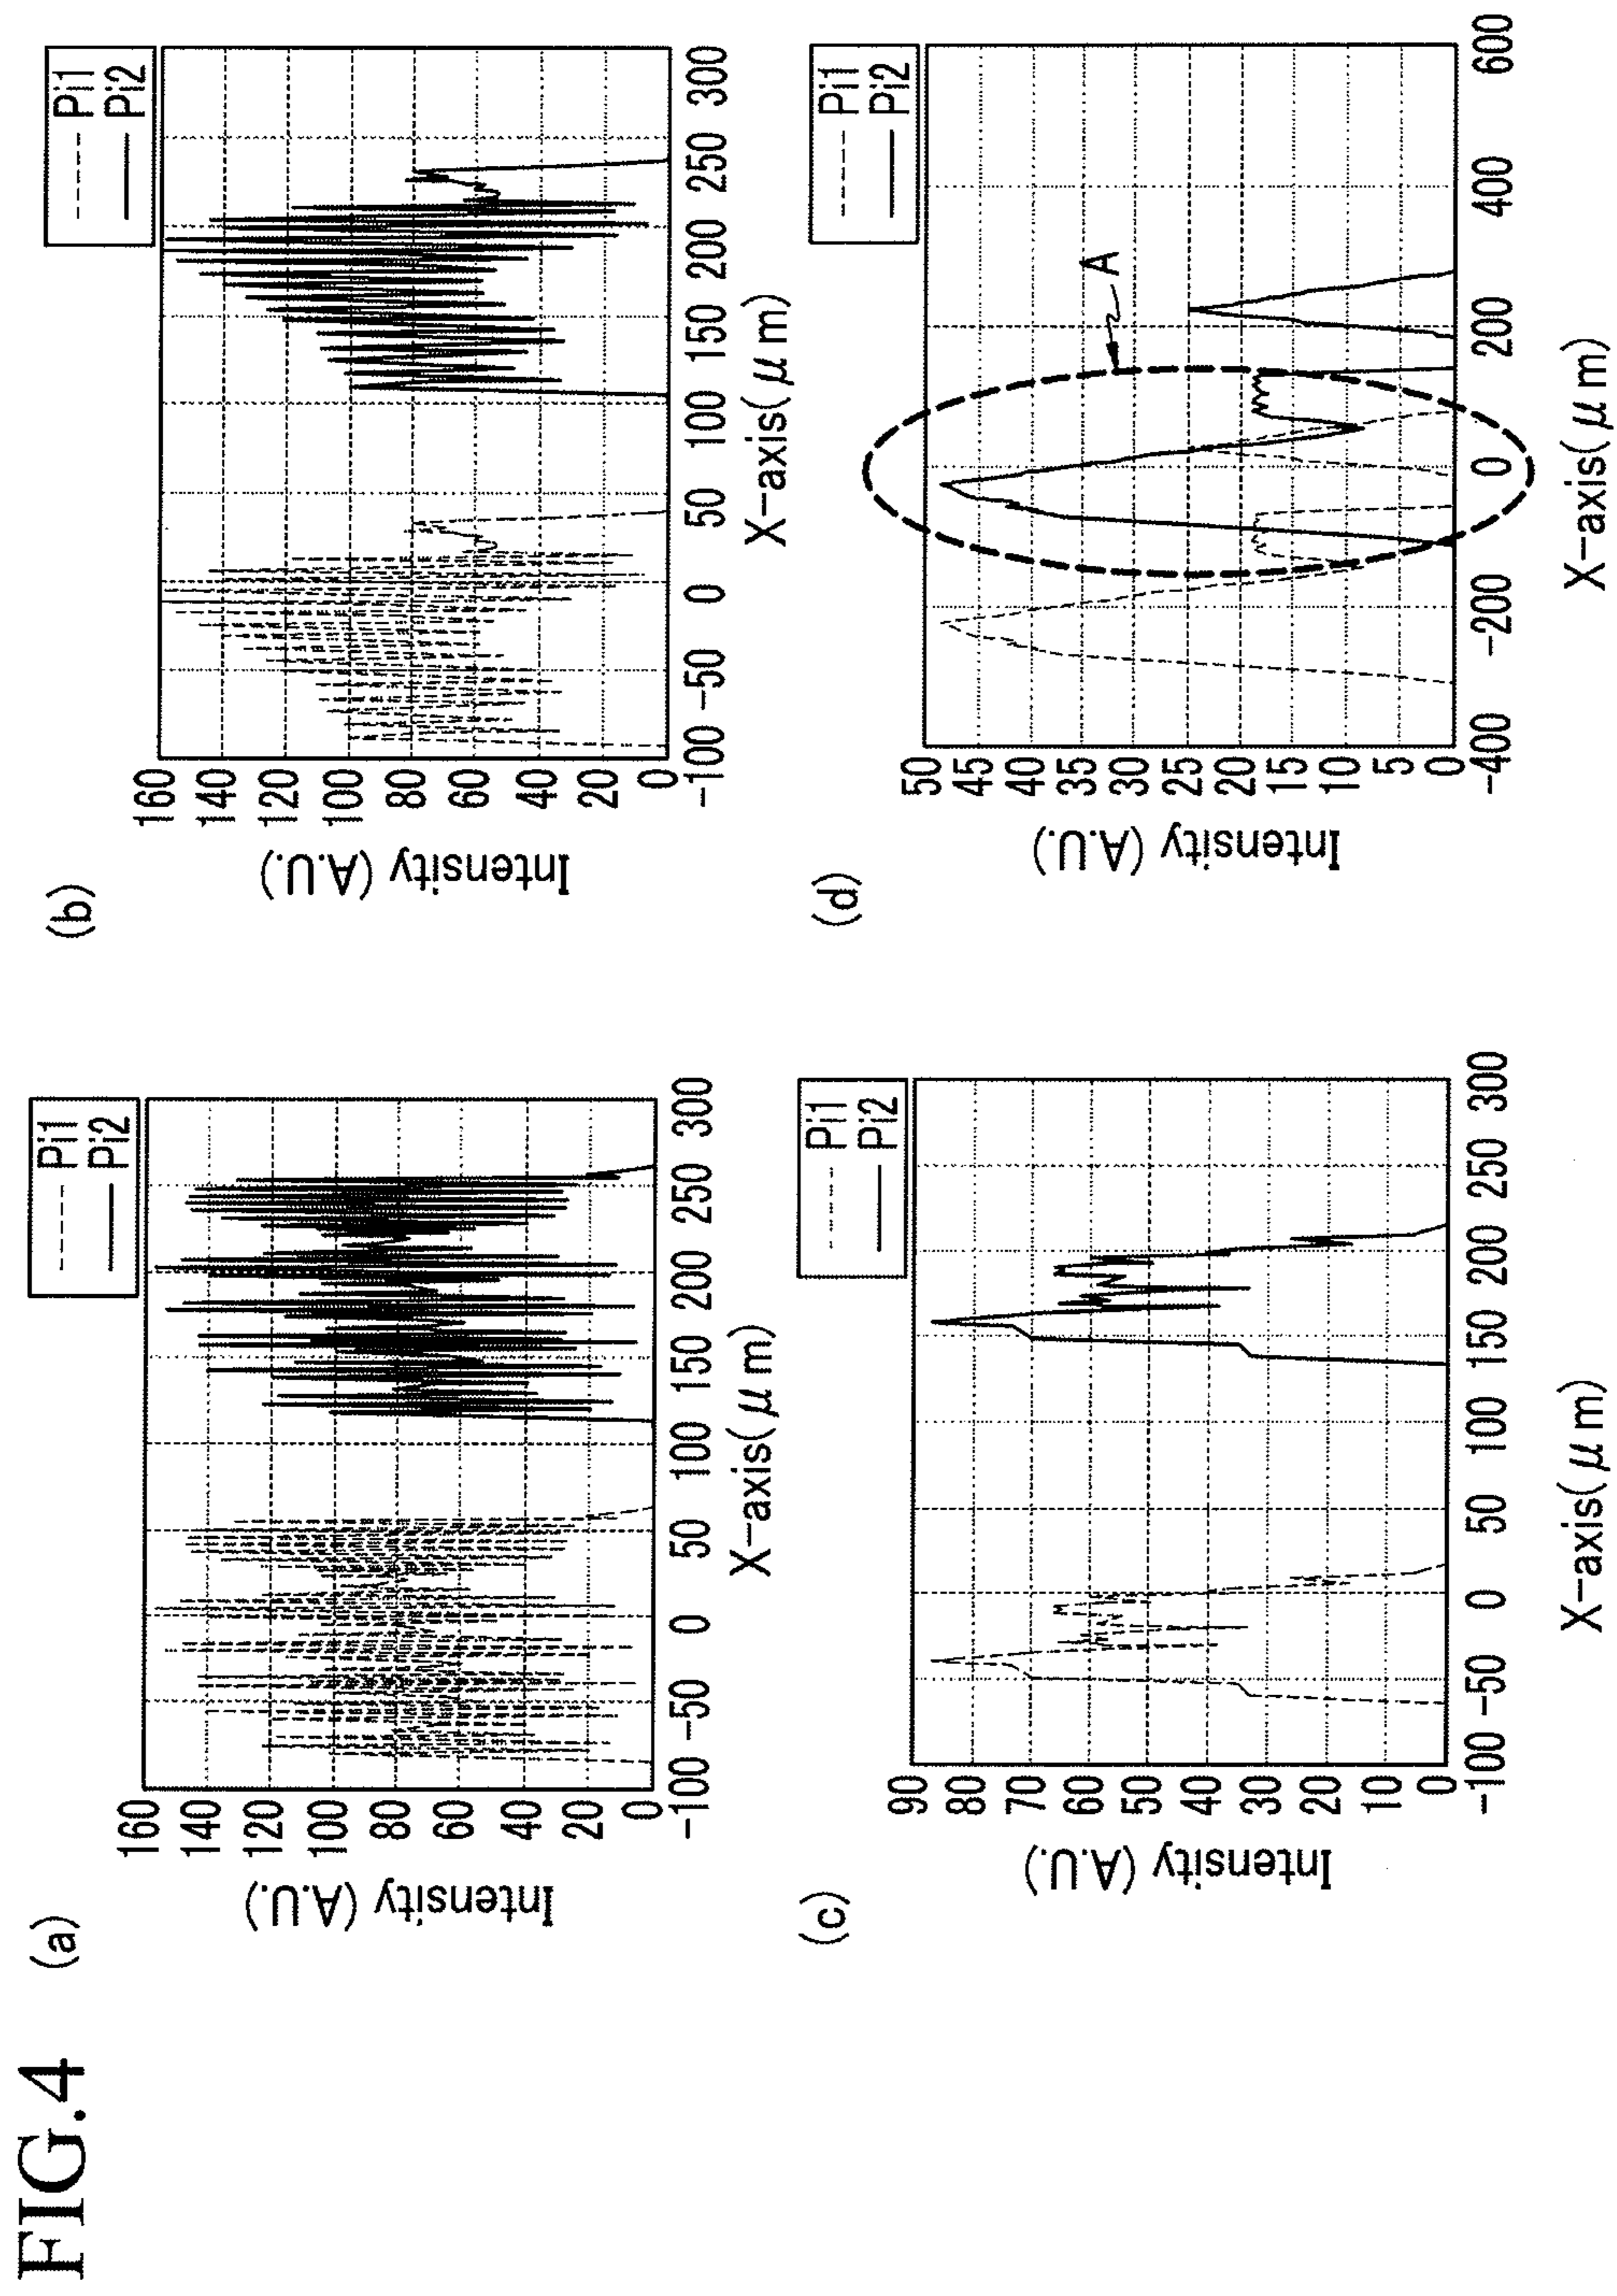 FIG.4
(a)
Pi1
Pi2
160
140
120
100
80
60
40
20
0
Intensity (A.U.)
-100 -50 0 50 100 150 200 250 300
X-axis(μm)
(b)
Pi1
Pi2
160
140
120
100
80
60
40
20
0
Intensity (A.U.)
-100 -50 0 50 100 150 200 250 300
X-axis(μm)
(c)
Pi1
Pi2
90
80
70
60
50
40
30
20
10
0
Intensity (A.U.)
-100 -50 0 50 100 150 200 250 300
X-axis(μm)
(d)
Pi1
Pi2
A
50
45
40
35
30
25
20
15
10
5
0
Intensity (A.U.)
-400 -200 0 200 400 600
X-axis(μm)